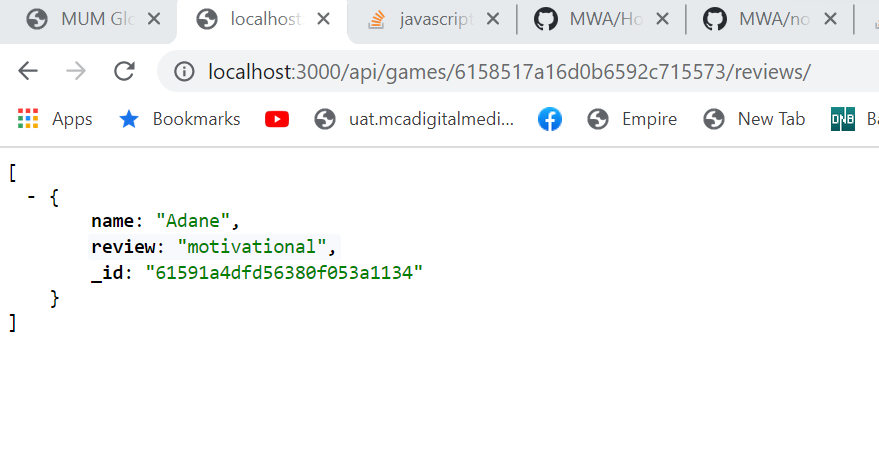 MUM Glo
localhost:
javascript
MWA/Ho
MWA/no
localhost:3000/api/games/6158517a16d0b6592c715573/reviews/
Apps
Bookmarks
uat.mcadigitalmedi...
Empire
New Tab
DNB
Ba
[
- {
name: "Adane",
review: "motivational",
_id: "61591a4dfd56380f053a1134"
}
]